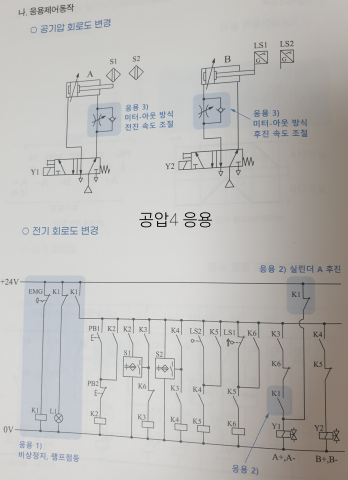 나. 응용제어동작
○ 공기압 회로도 변경
S1 S2
A
LS1 LS2
B
응용 3)
미터-아웃 방식
전진 속도 조절
응용 3)
미터-아웃 방식
후진 속도 조절
Y1
Y2
공압4 응용
○ 전기 회로도 변경
응용 2) 실린더 A 후진
+24V
EMG K1 K1
K1
PB1 K2 K2 K3 K4 LS2 K5 LS1 K6 K3 K4
S1 S2
PB2 K6 K3 K4 K5 K6 K5
K1
K1 L1 K2 K3 K4 K5 K6 Y1 Y2
0V
A+,A- B+,B-
응용 1)
비상정지, 램프점등
응용 2)